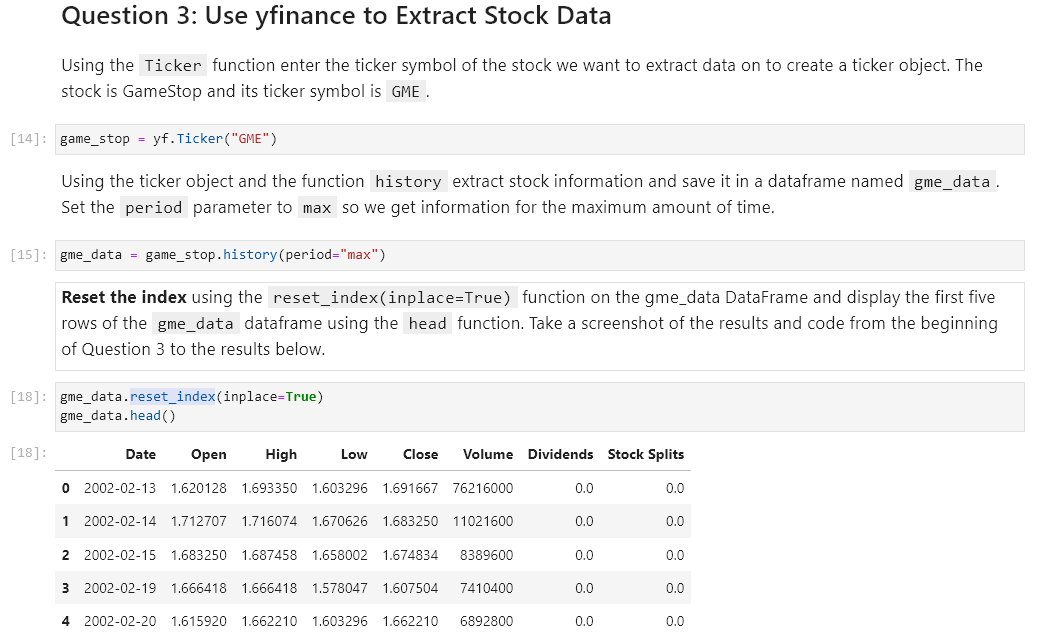 Question 3: Use yfinance to Extract Stock Data
Using the Ticker function enter the ticker symbol of the stock we want to extract data on to create a ticker object. The
stock is GameStop and its ticker symbol is GME .
[14]: game_stop = yf.Ticker("GME")
Using the ticker object and the function history extract stock information and save it in a dataframe named gme_data .
Set the period parameter to max so we get information for the maximum amount of time.
[15]: gme_data = game_stop.history(period="max")
Reset the index using the reset_index(inplace=True) function on the gme_data DataFrame and display the first five
rows of the gme_data dataframe using the head function. Take a screenshot of the results and code from the beginning
of Question 3 to the results below.
[18]: gme_data.reset_index(inplace=True)
gme_data.head()
[18]: Date Open High Low Close Volume Dividends Stock Splits
0 2002-02-13 1.620128 1.693350 1.603296 1.691667 76216000 0.0 0.0
1 2002-02-14 1.712707 1.716074 1.670626 1.683250 11021600 0.0 0.0
2 2002-02-15 1.683250 1.687458 1.658002 1.674834 8389600 0.0 0.0
3 2002-02-19 1.666418 1.666418 1.578047 1.607504 7410400 0.0 0.0
4 2002-02-20 1.615920 1.662210 1.603296 1.662210 6892800 0.0 0.0